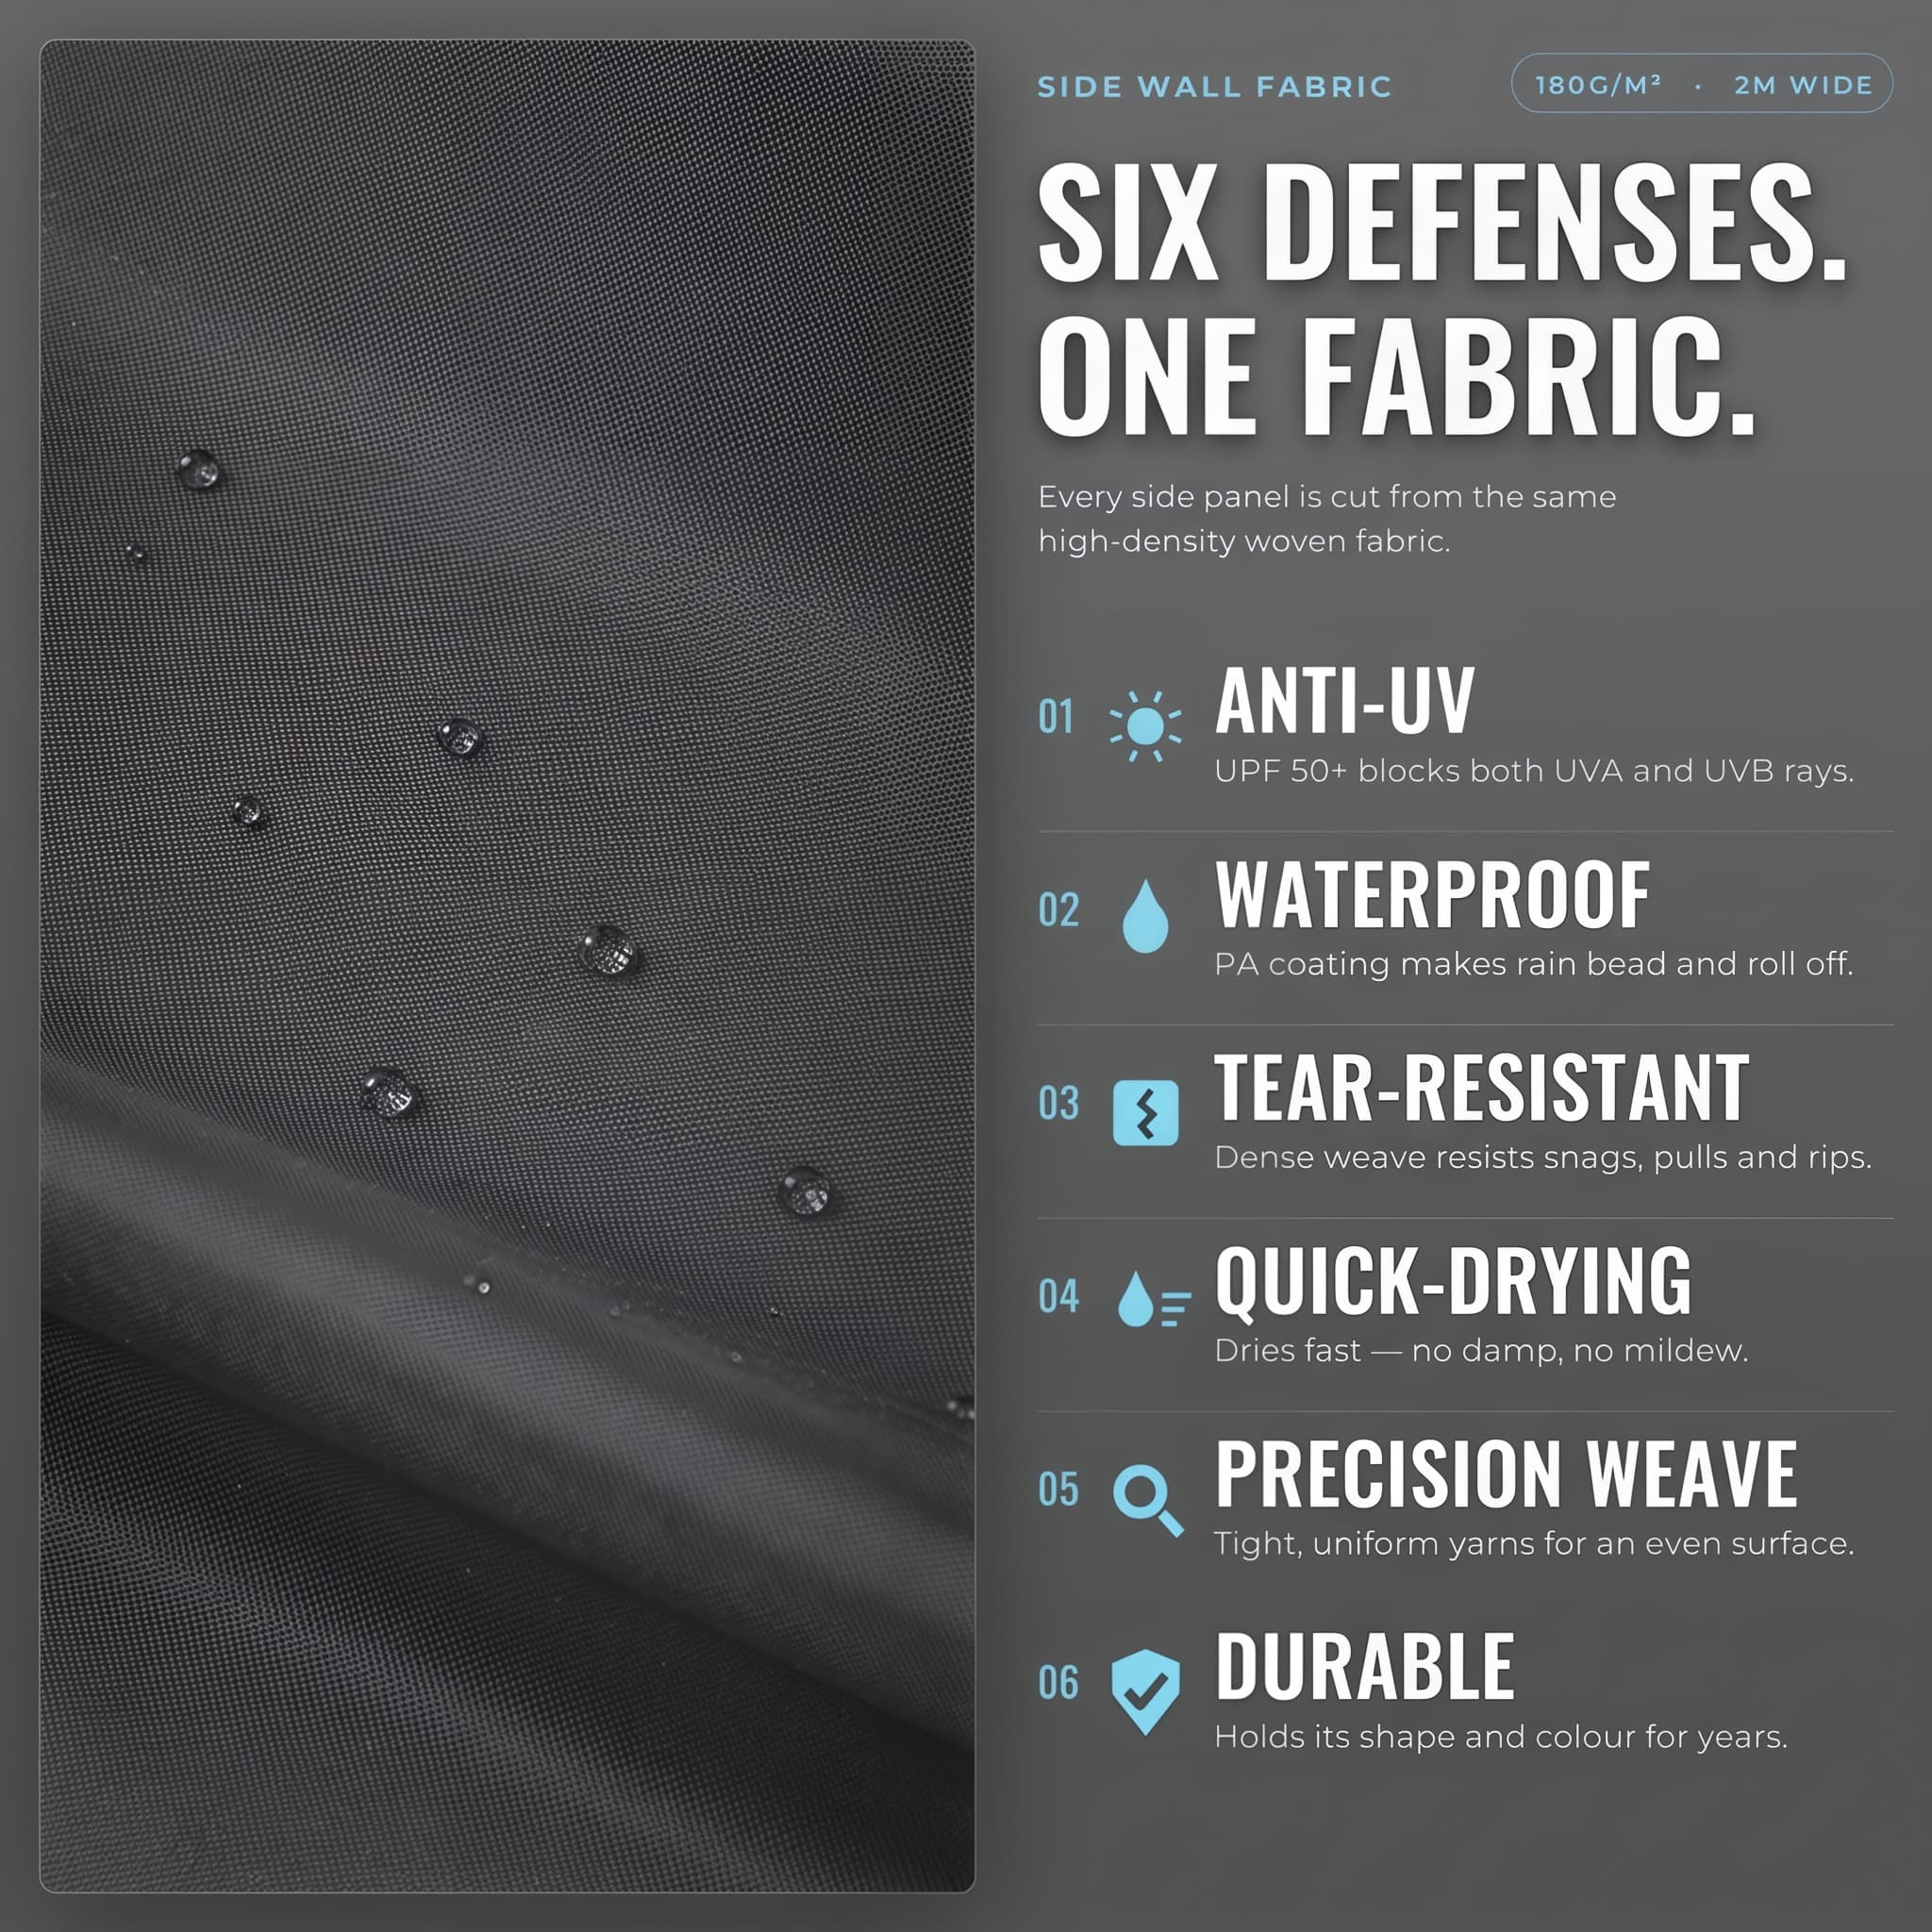 SIDE WALL FABRIC
180G/M² · 2M WIDE
SIX DEFENSES.
ONE FABRIC.
Every side panel is cut from the same
high-density woven fabric.
01
ANTI-UV
UPF 50+ blocks both UVA and UVB rays.
02
WATERPROOF
PA coating makes rain bead and roll off.
03
TEAR-RESISTANT
Dense weave resists snags, pulls and rips.
04
QUICK-DRYING
Dries fast — no damp, no mildew.
05
PRECISION WEAVE
Tight, uniform yarns for an even surface.
06
DURABLE
Holds its shape and colour for years.